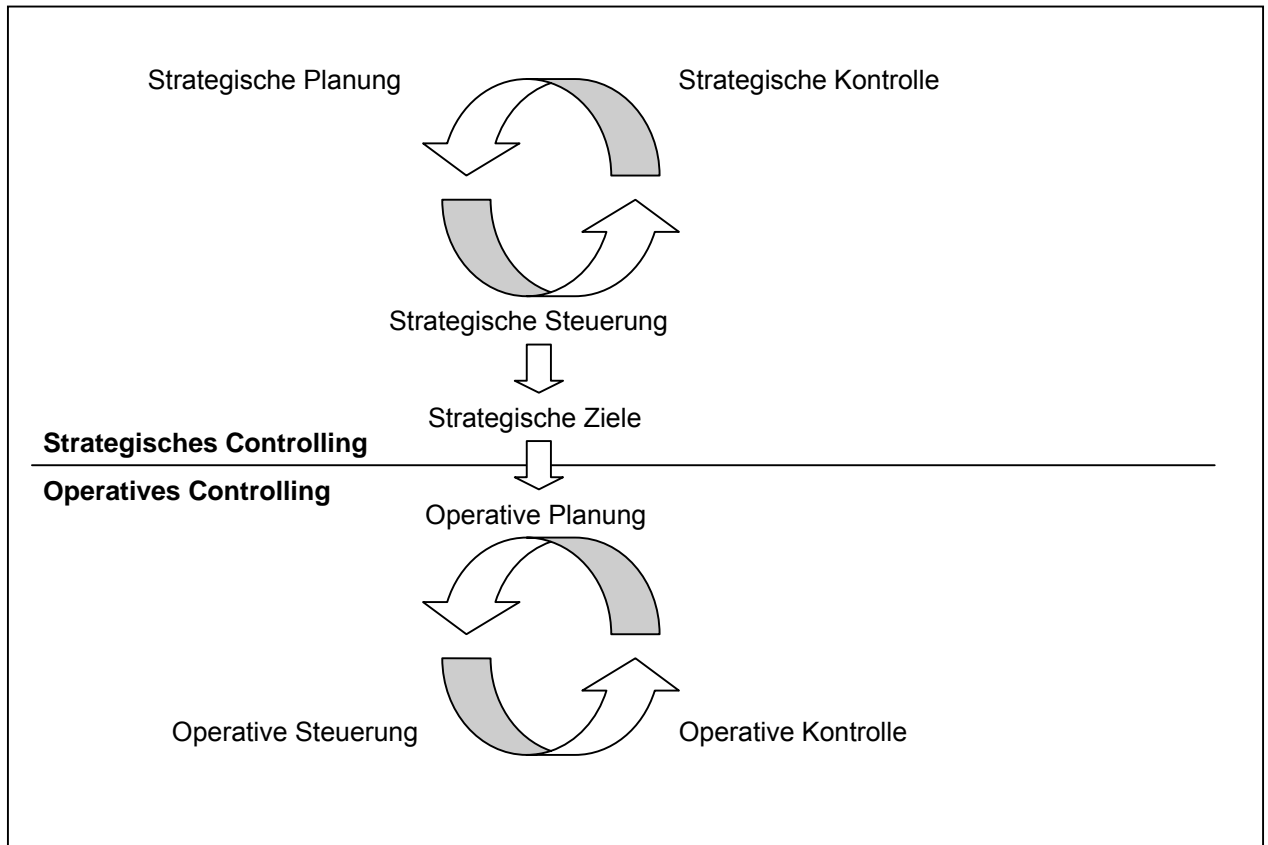 Strategische Planung
Strategische Kontrolle
Strategische Steuerung
Strategische Ziele
Strategisches Controlling
Operatives Controlling
Operative Planung
Operative Steuerung
Operative Kontrolle